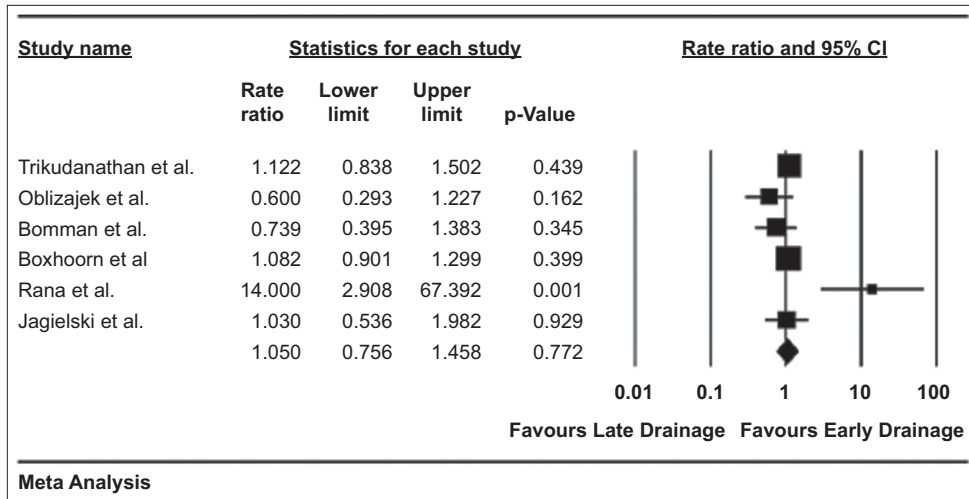 Study name Statistics for each study Rate ratio and 95% CI
Rate ratio Lower limit Upper limit p-Value
Trikudanathan et al. 1.122 0.838 1.502 0.439
Oblizajek et al. 0.600 0.293 1.227 0.162
Bomman et al. 0.739 0.395 1.383 0.345
Boxhoorn et al 1.082 0.901 1.299 0.399
Rana et al. 14.000 2.908 67.392 0.001
Jagielski et al. 1.030 0.536 1.982 0.929
1.050 0.756 1.458 0.772
0.01 0.1 1 10 100
Favours Late Drainage Favours Early Drainage
Meta Analysis